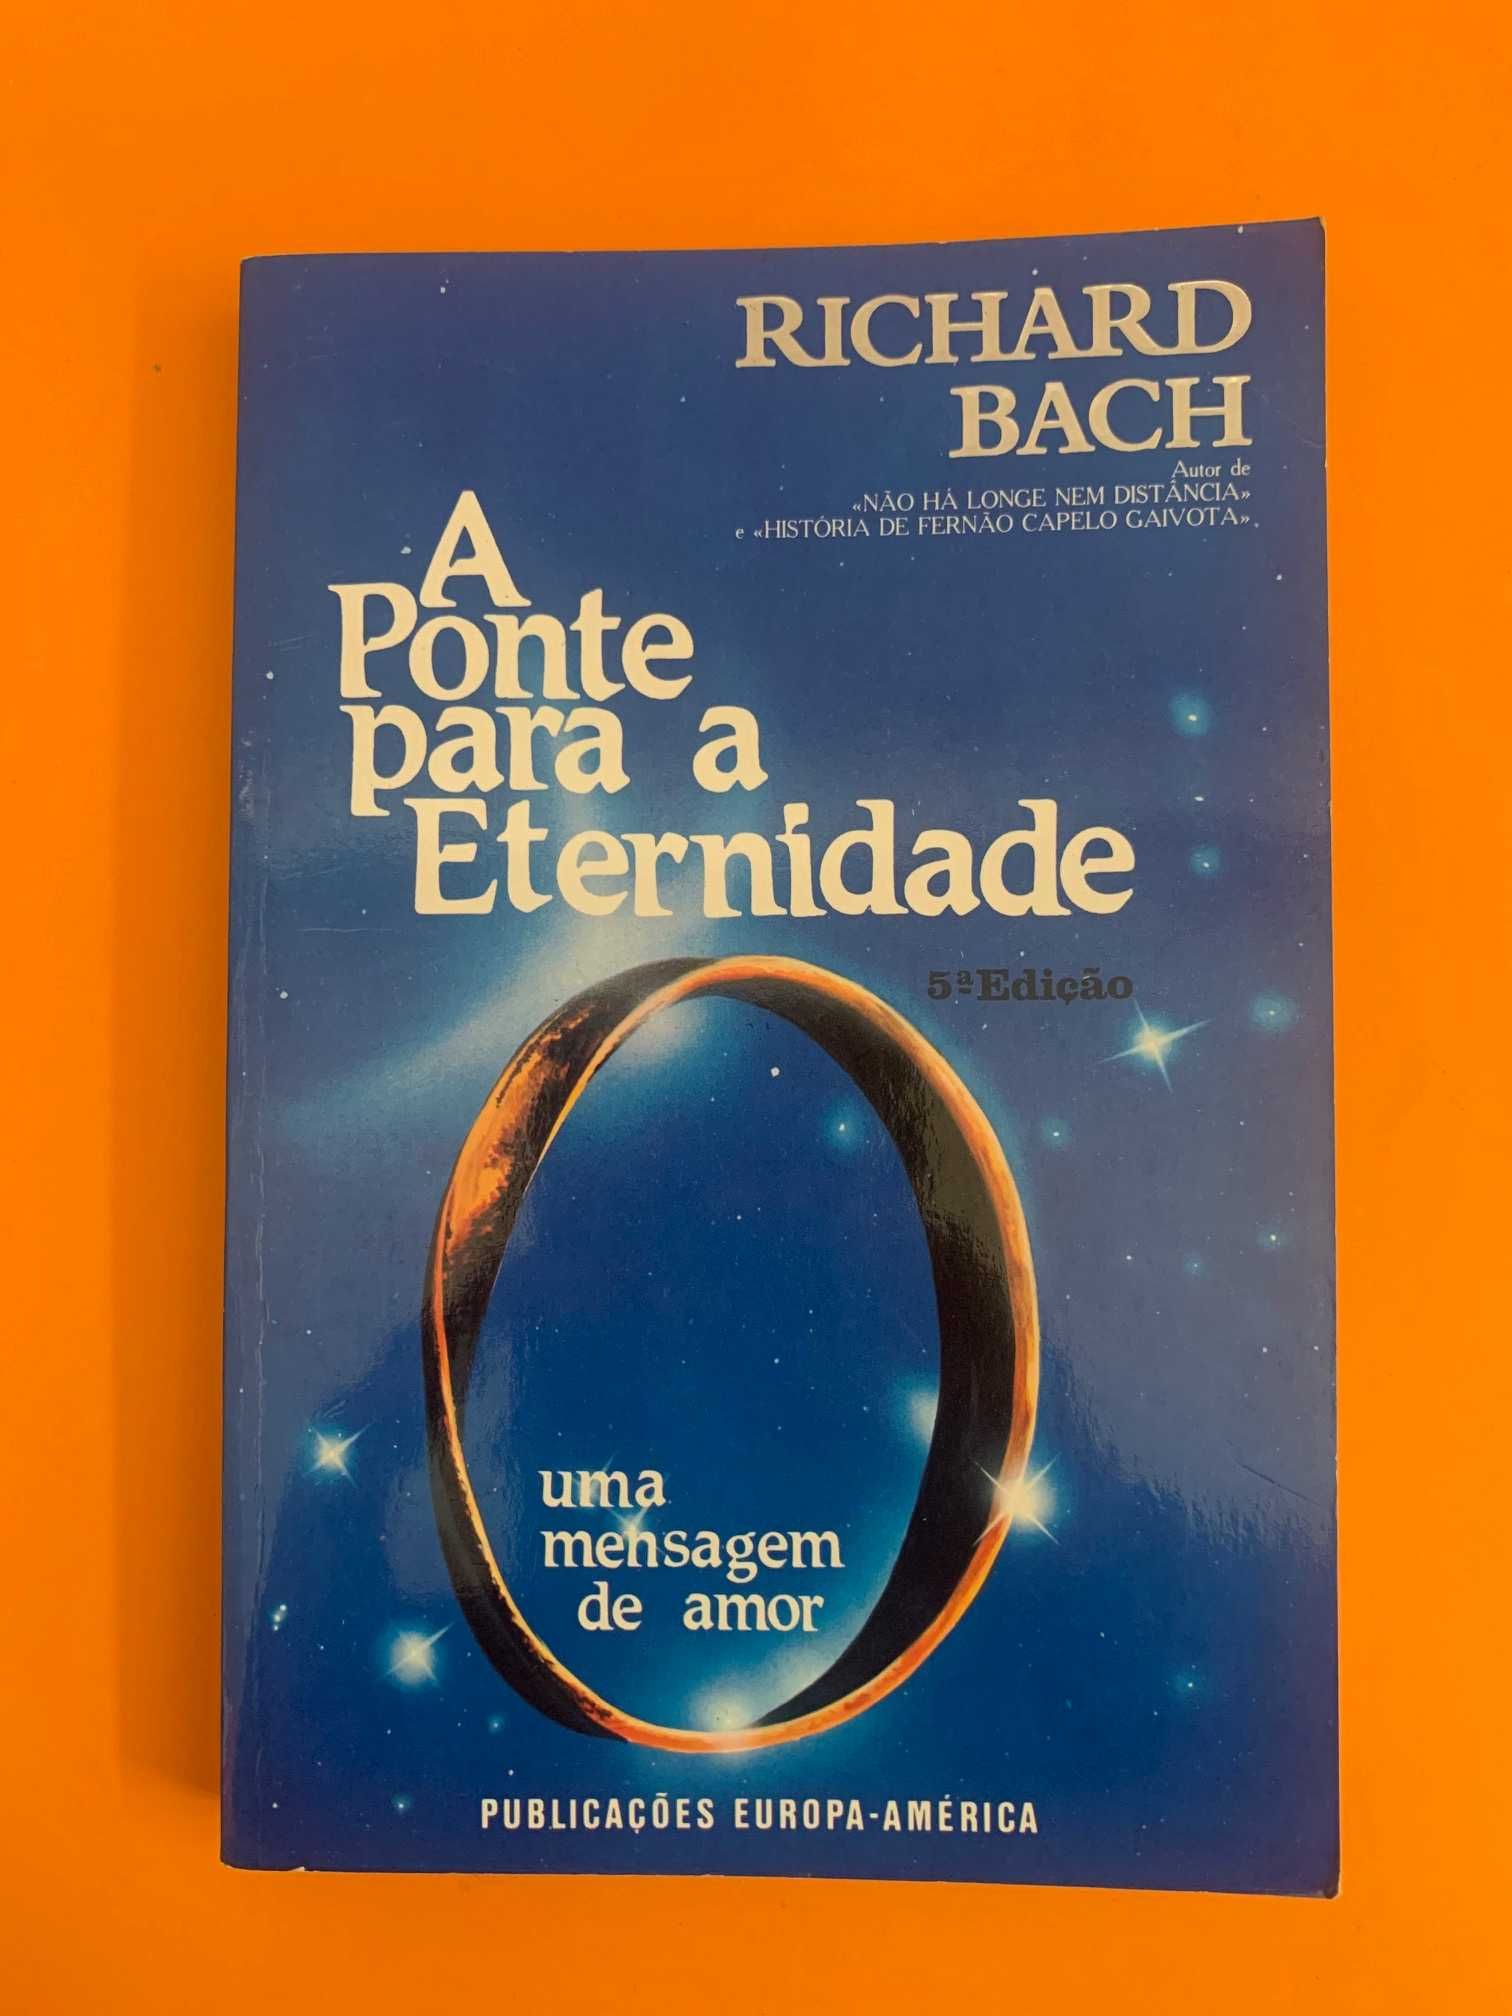 RICHARD
BACH
Autor de
«NÃO HÁ LONGE NEM DISTÂNCIA»
e «HISTÓRIA DE FERNÃO CAPELO GAIVOTA».
A
Ponte
para a
Eternidade
5ª Edição
uma
mensagem
de amor
PUBLICAÇÕES EUROPA-AMÉRICA